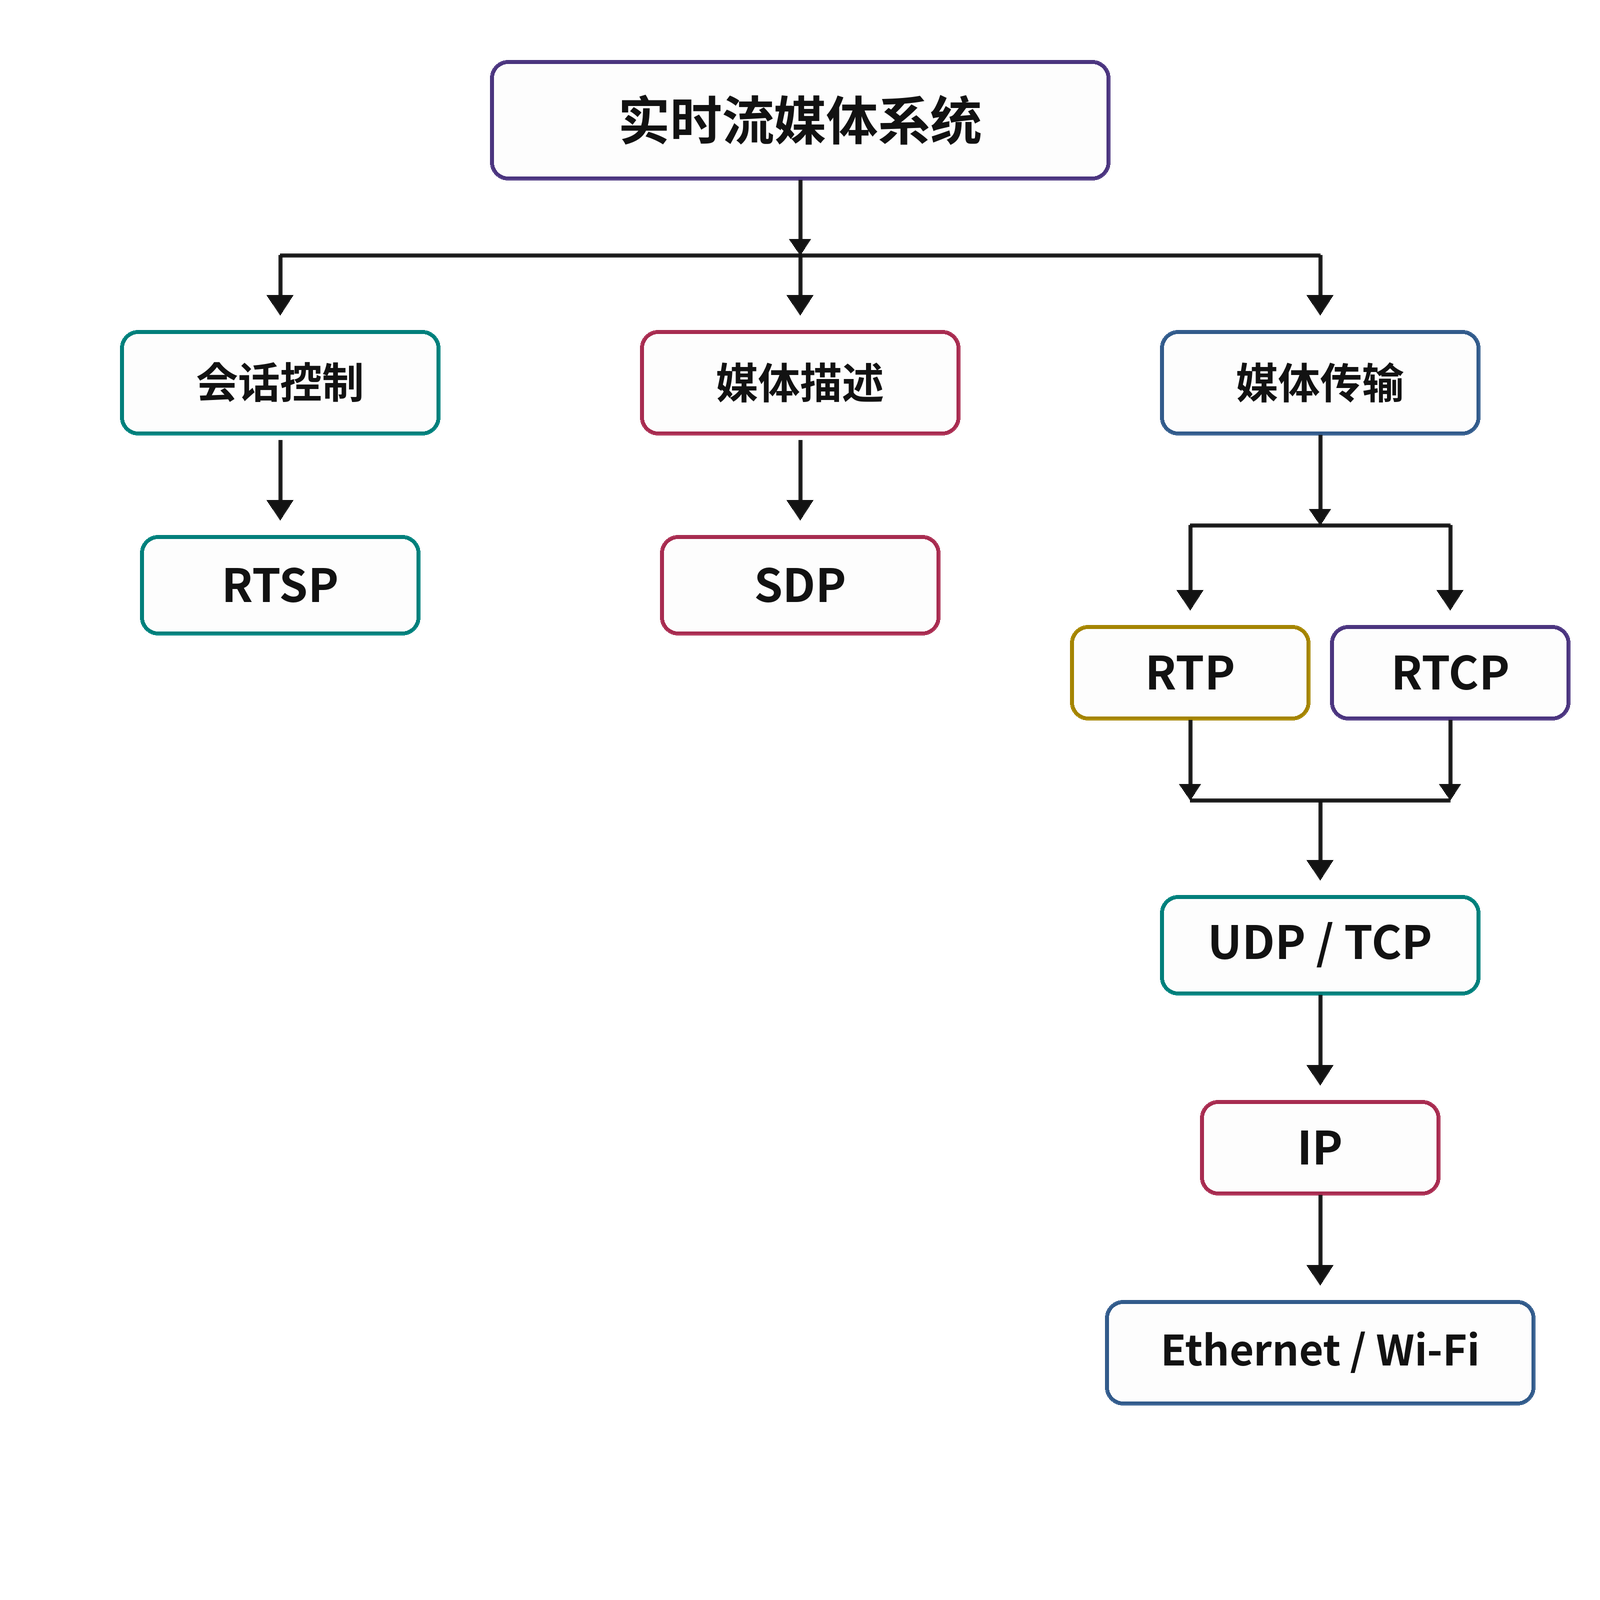 实时流媒体系统
会话控制
媒体描述
媒体传输
RTSP
SDP
RTP
RTCP
UDP / TCP
IP
Ethernet / Wi-Fi